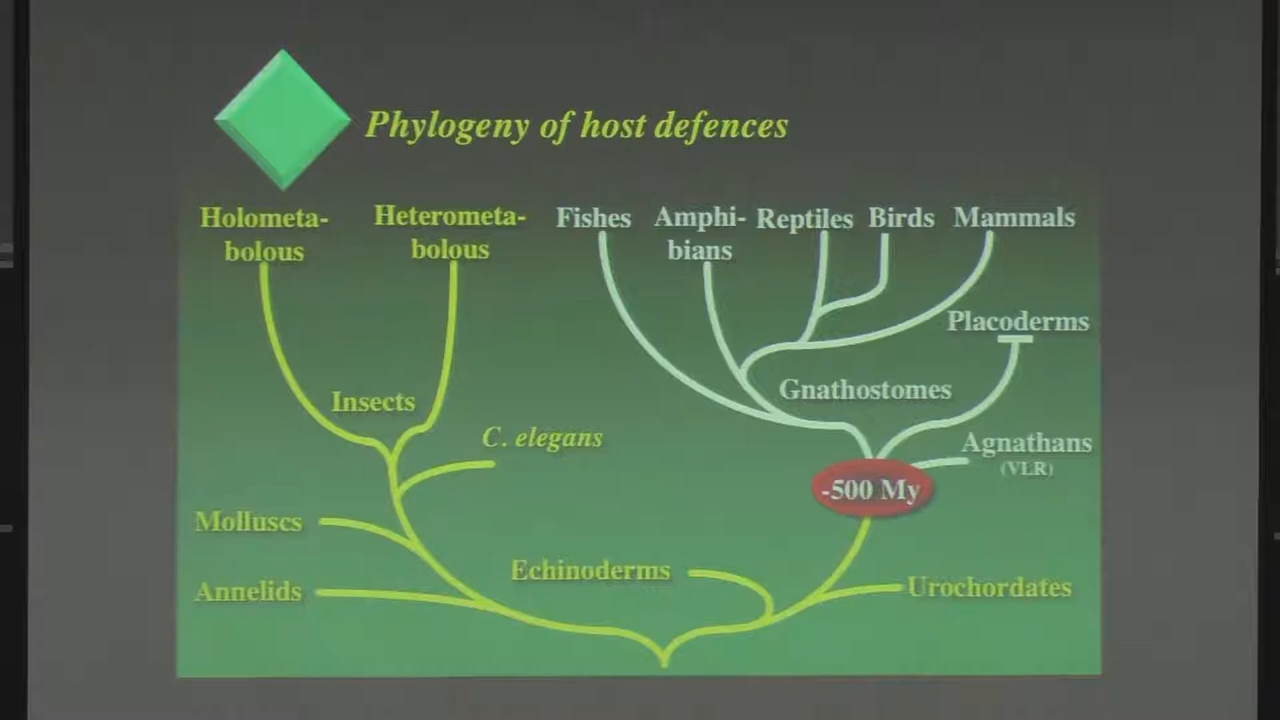 Phylogeny of host defences
Holometa-
bolous
Heterometa-
bolous
Fishes
Amphi-
bians
Reptiles
Birds
Mammals
Placoderms
Gnathostomes
Insects
C. elegans
Agnathans
(VLR)
-500 My
Molluscs
Echinoderms
Annelids
Urochordates